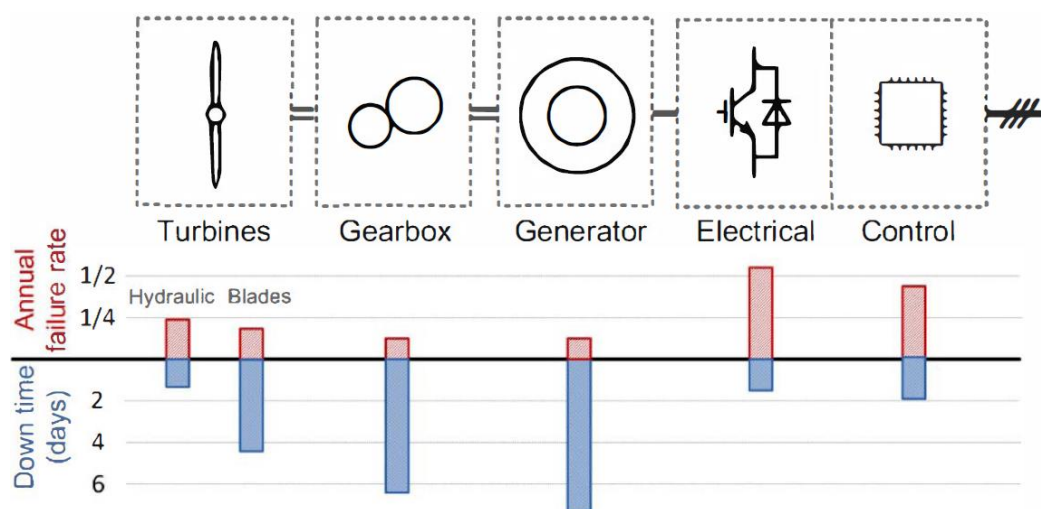 Turbines Gearbox Generator Electrical Control
Annual
failure rate
1/2
1/4
Hydraulic Blades
Down time
(days)
2
4
6